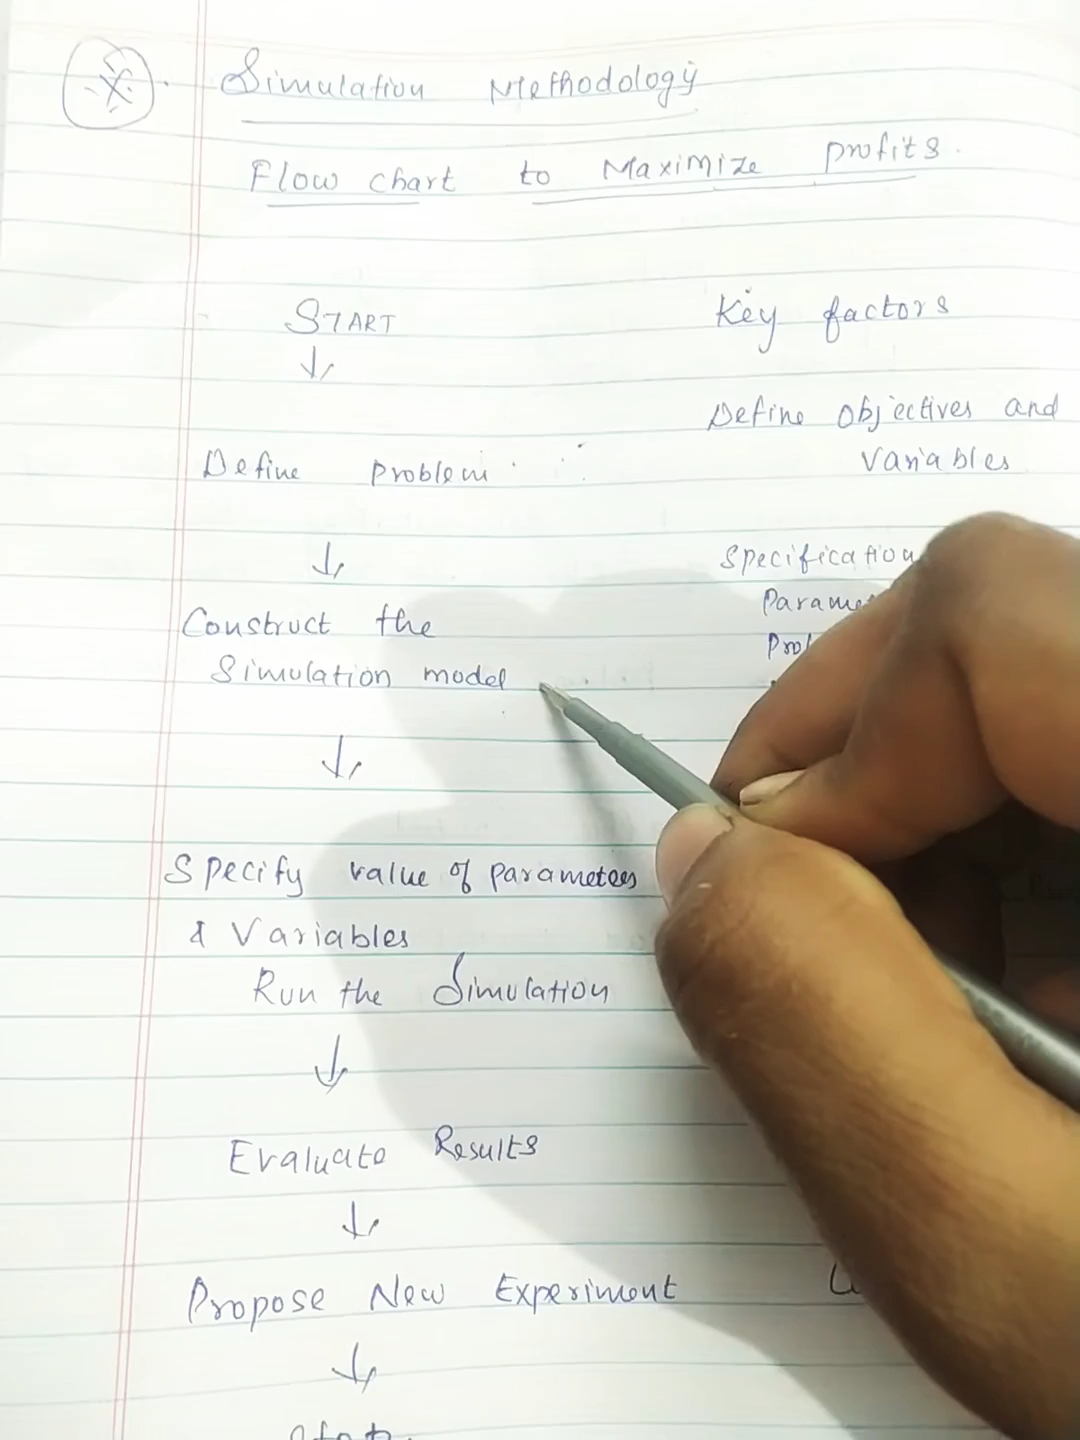 Simulation Methodology
Flow chart to Maximize profits.
START
Key factors
Define objectives and
Variables
Define Problem
Specification
Construct the
Simulation model
Specify value of parameters
& Variables
Run the Simulation
Evaluate Results
Propose New Experiment